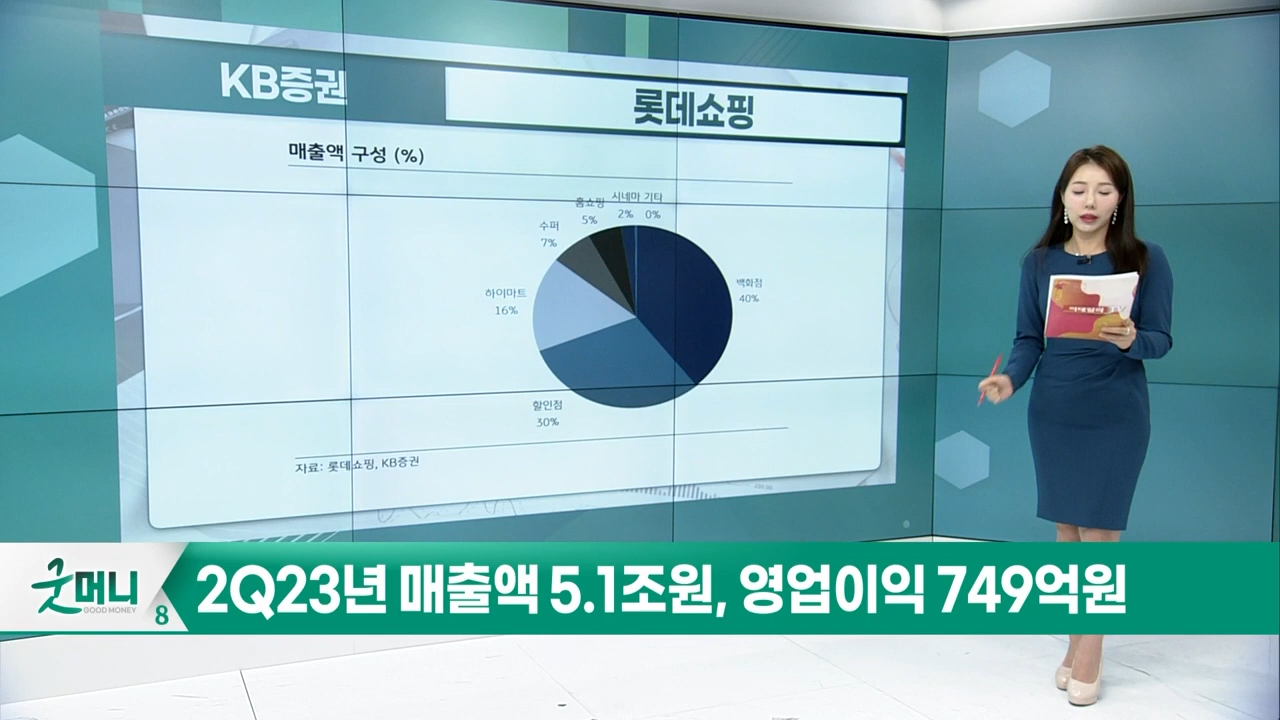 KB증권
롯데쇼핑
매출액 구성 (%)
시네마 기타
2% 0%
홈쇼핑
5%
수퍼
7%
하이마트
16%
백화점
40%
할인점
30%
자료: 롯데쇼핑, KB증권
굿머니
GOOD MONEY
8
2Q23년 매출액 5.1조원, 영업이익 749억원